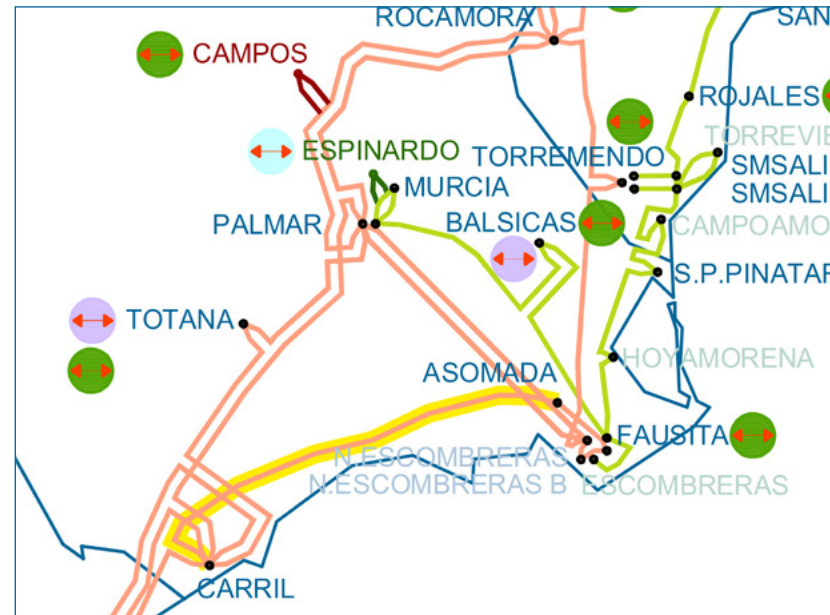 ROCAMORA
SAN
CAMPOS
ROJALES
ESPINARDO
TORREVIE
TORREMENDO
SMSALI
MURCIA
SMSALI
PALMAR
BALSICAS
CAMPOAMO
S.P.PINATAR
TOTANA
HOYAMORENA
ASOMADA
FAUSITA
N.ESCOMBRERAS
N.ESCOMBRERAS B
ESCOMBRERAS
CARRIL